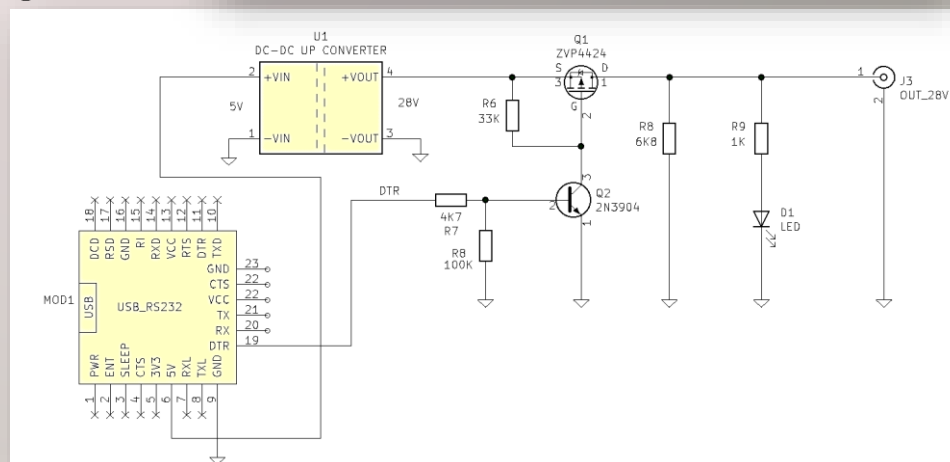 U1
DC-DC UP CONVERTER
2 +VIN +VOUT 4
5V 28V
1 -VIN -VOUT 3
Q1
ZVP4424
S D
3 1
G
2
R6
33K
R8
6K8
R9
1K
1
J3
OUT_28V
2
DTR
4K7
R7
R8
100K
3
2
Q2
2N3904
1
D1
LED
18 17 16 15 14 13 12 11 10
DCD RSD GND RI RXD VCC RTS DTR TXD
MOD1
USB
USB_RS232
GND 23
CTS 22
VCC 22
TX 21
RX 20
DTR 19
PWR ENT SLEEP CTS 3V3 5V RXL TXL GND
1 2 3 4 5 6 7 8 9